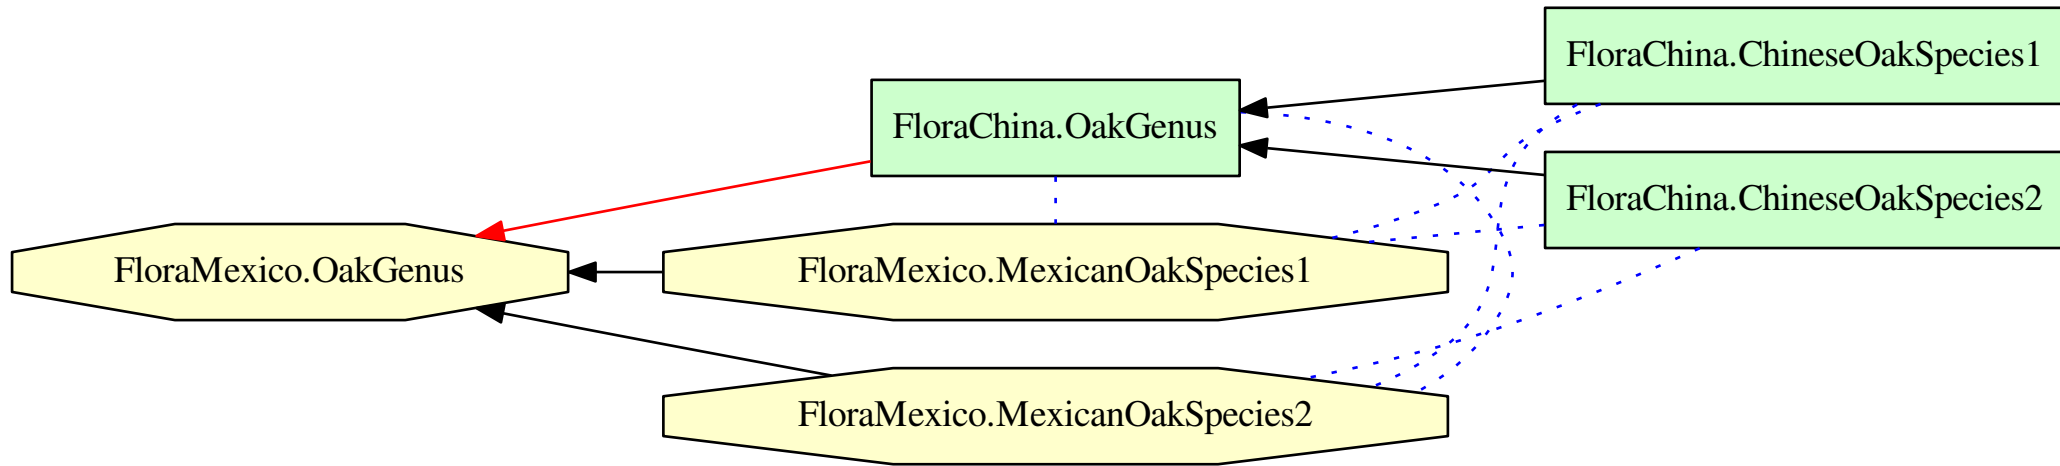 FloraChina.ChineseOakSpecies1
FloraChina.OakGenus
FloraChina.ChineseOakSpecies2
FloraMexico.OakGenus
FloraMexico.MexicanOakSpecies1
FloraMexico.MexicanOakSpecies2